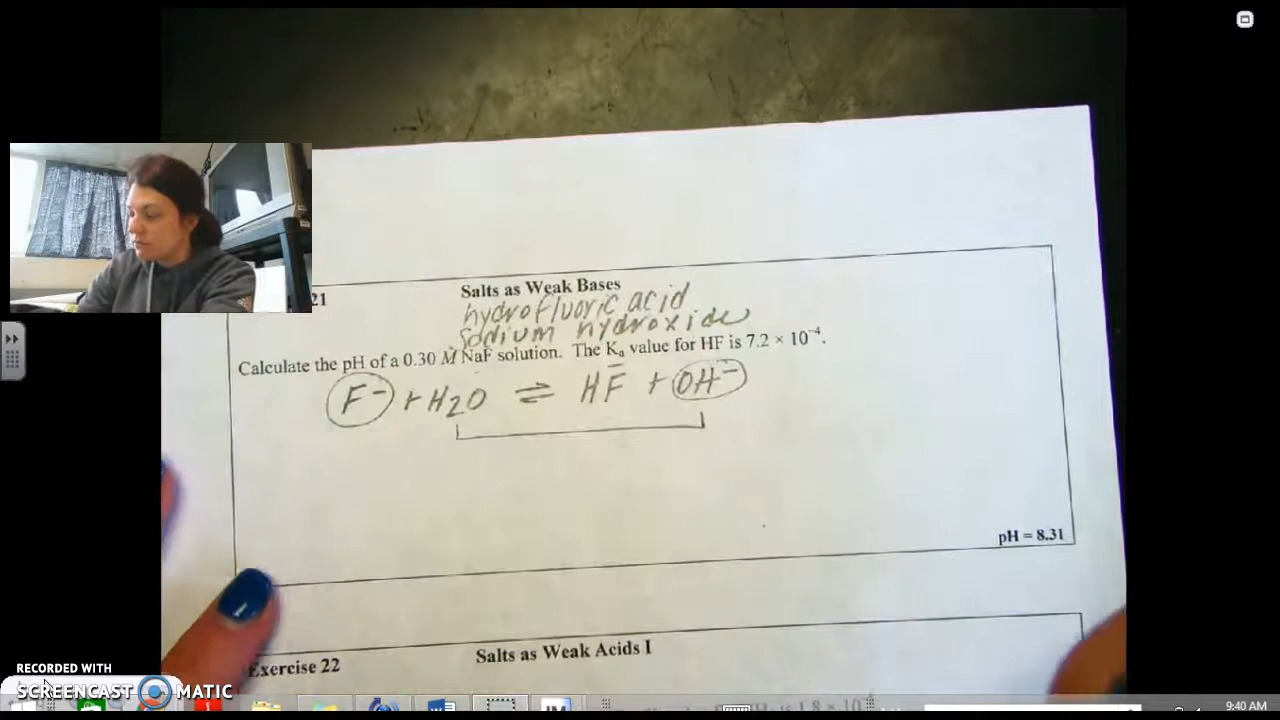 21
Salts as Weak Bases
hydrofluoric acid
sodium hydroxide
Calculate the pH of a 0.30 M NaF solution. The Ka value for HF is 7.2 × 10⁻⁴.
F⁻ + H₂O ⇌ HF + OH⁻
pH = 8.31
Exercise 22
Salts as Weak Acids I
RECORDED WITH
SCREENCAST MATIC
9:40 AM